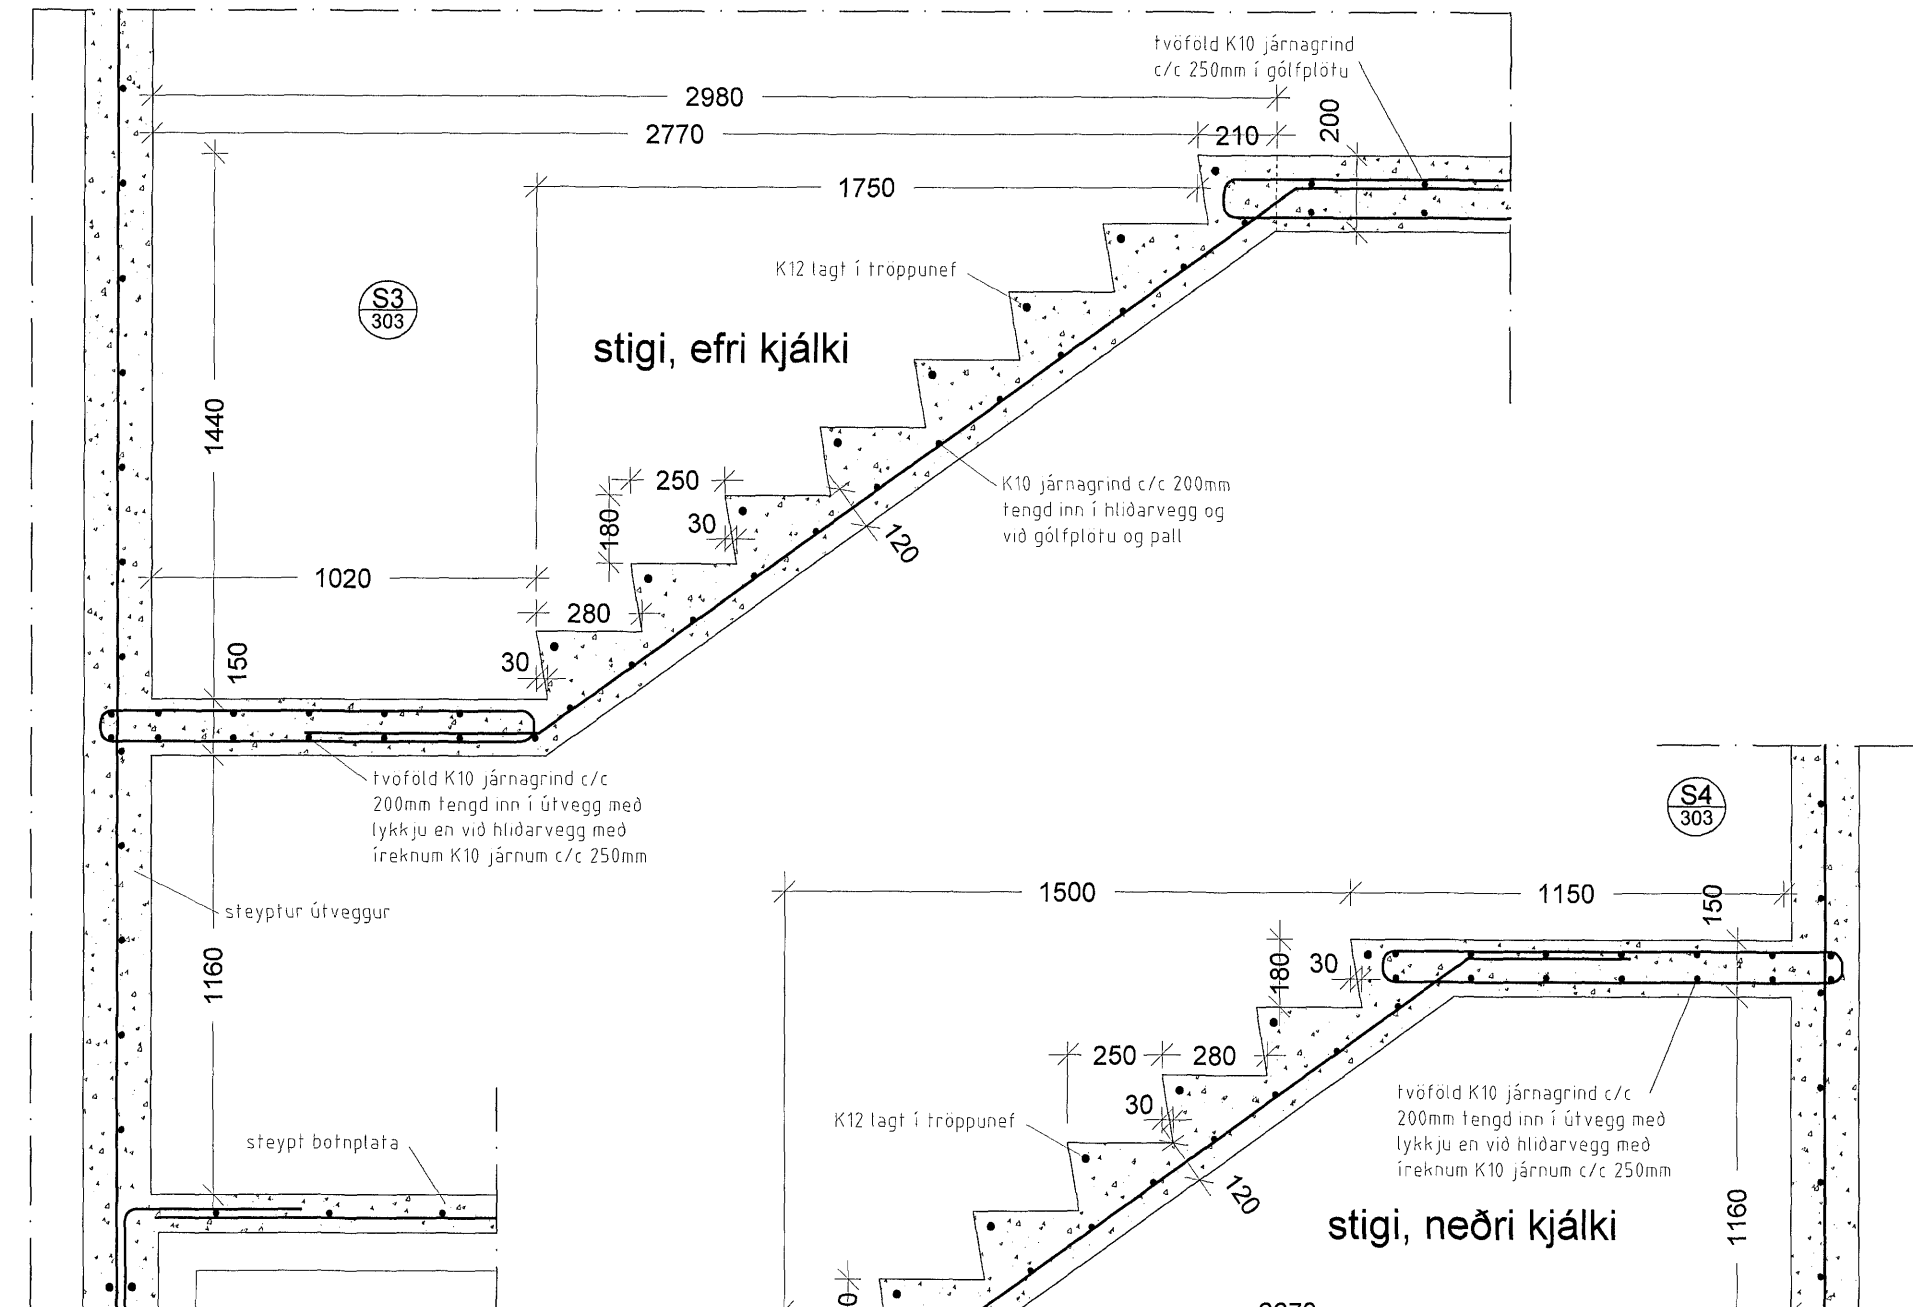 tvöföld K10 járnagrind
c/c 250mm í gólfplötu
2980
2770
210
200
1750
K12 lagt í tröppunef
S3
303
stigi, efri kjálki
1440
250
180
30
K10 járnagrind c/c 200mm
tengd inn í hliðarvegg og
við gólfplötu og pall
120
1020
280
30
150
tvöföld K10 járnagrind c/c
200mm tengd inn í útvegg með
lykkju en við hliðarvegg með
íreknum K10 járnum c/c 250mm
S4
303
steyptur útveggur
1500
1150
150
1160
180
30
250
280
30
K12 lagt í tröppunef
tvöföld K10 járnagrind c/c
200mm tengd inn í útvegg með
lykkju en við hliðarvegg með
íreknum K10 járnum c/c 250mm
steypt botnplata
120
1160
stigi, neðri kjálki